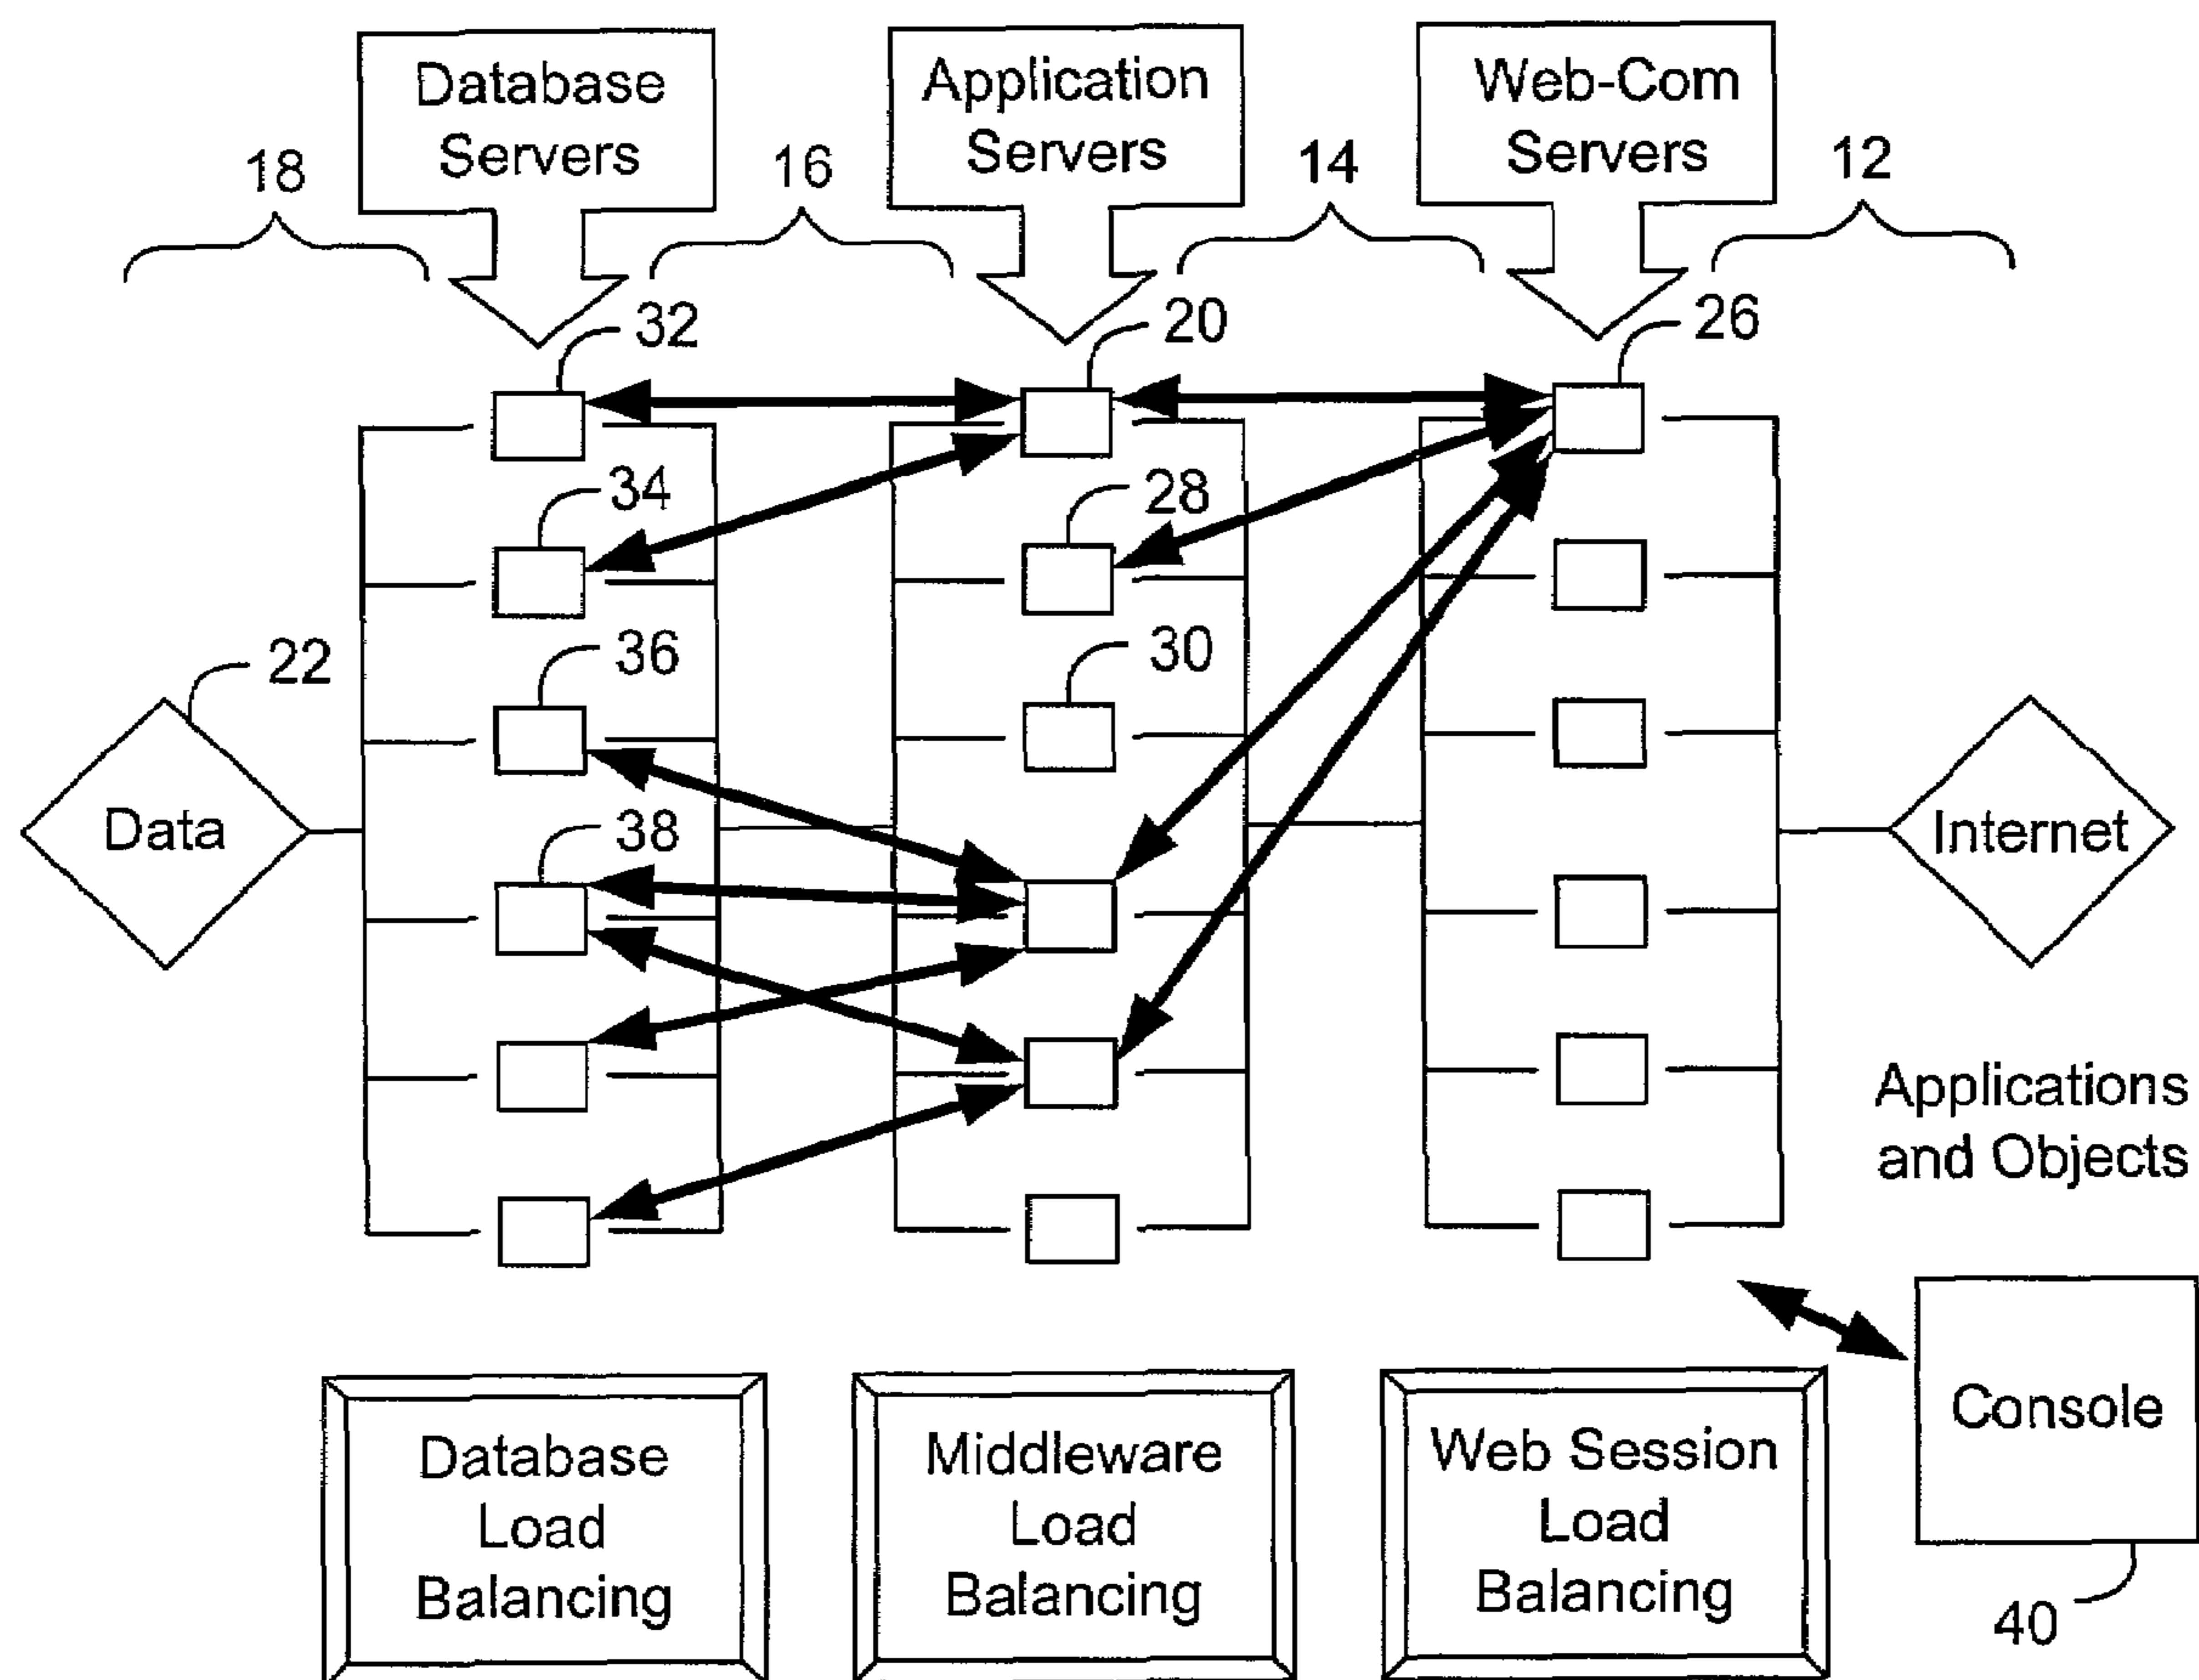 Database
Servers
Application
Servers
Web-Com
Servers
18
16
14
12
32
20
26
34
28
36
30
22
Data
38
Internet
Applications
and Objects
Database
Load
Balancing
Middleware
Load
Balancing
Web Session
Load
Balancing
Console
40